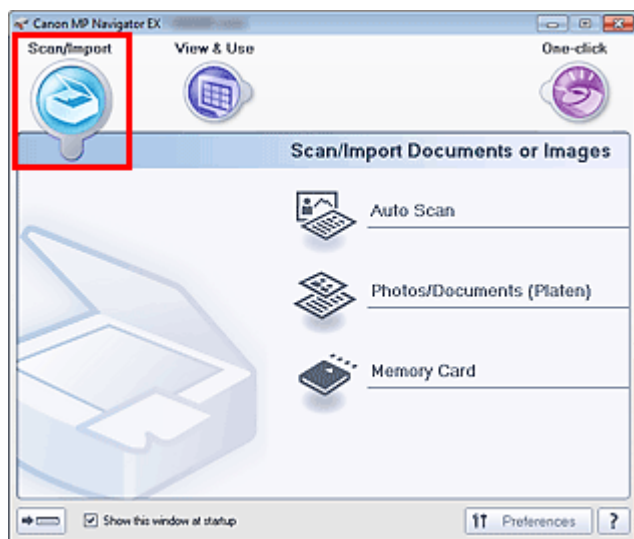 Canon MP Navigator EX
Scan/Import View & Use One-click
Scan/Import Documents or Images
Auto Scan
Photos/Documents (Platen)
Memory Card
Show this window at startup
Preferences ?